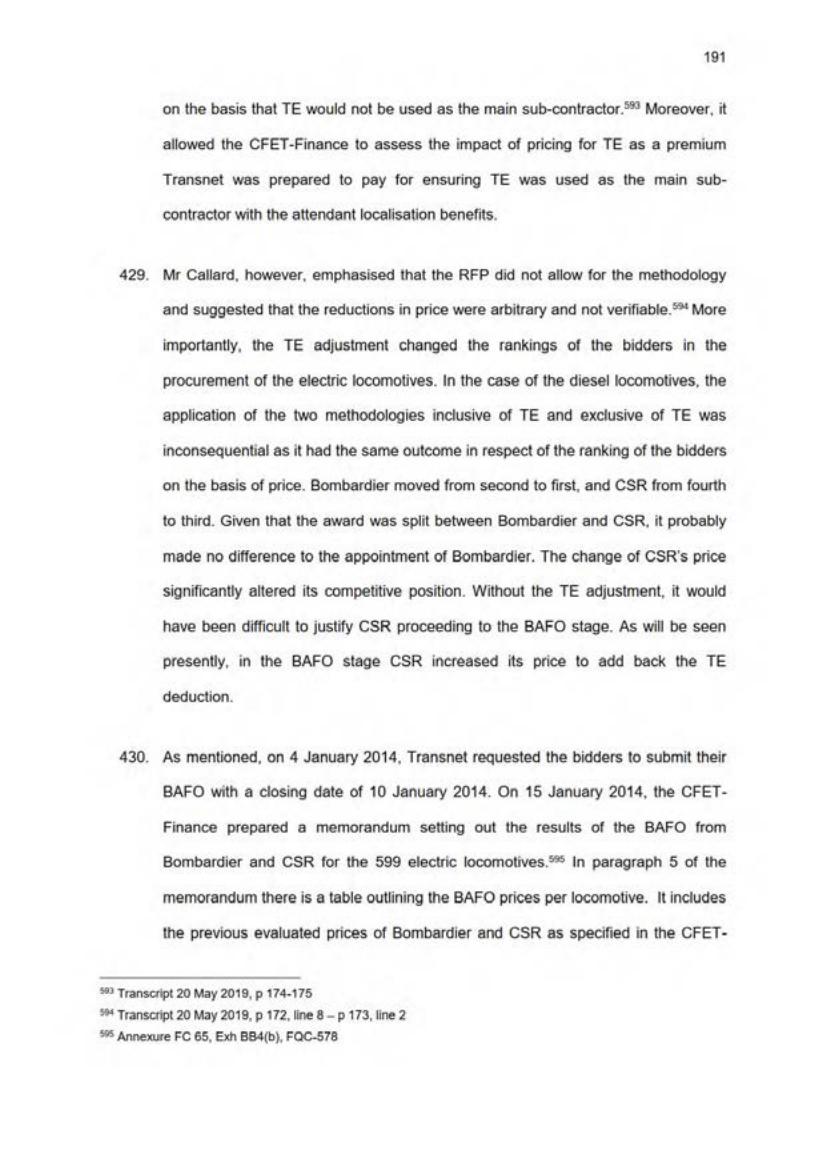 191
on the basis that TE would not be used as the main sub-contractor.593 Moreover, it
allowed the CFET-Finance to assess the impact of pricing for TE as a premium
Transnet was prepared to pay for ensuring TE was used as the main sub-
contractor with the attendant localisation benefits.
429. Mr Callard, however, emphasised that the RFP did not allow for the methodology
and suggested that the reductions in price were arbitrary and not verifiable.594 More
importantly, the TE adjustment changed the rankings of the bidders in the
procurement of the electric locomotives. In the case of the diesel locomotives, the
application of the two methodologies inclusive of TE and exclusive of TE was
inconsequential as it had the same outcome in respect of the ranking of the bidders
on the basis of price. Bombardier moved from second to first, and CSR from fourth
to third. Given that the award was split between Bombardier and CSR, it probably
made no difference to the appointment of Bombardier. The change of CSR's price
significantly altered its competitive position. Without the TE adjustment, it would
have been difficult to justify CSR proceeding to the BAFO stage. As will be seen
presently, in the BAFO stage CSR increased its price to add back the TE
deduction.
430. As mentioned, on 4 January 2014, Transnet requested the bidders to submit their
BAFO with a closing date of 10 January 2014. On 15 January 2014, the CFET-
Finance prepared a memorandum setting out the results of the BAFO from
Bombardier and CSR for the 599 electric locomotives.595 In paragraph 5 of the
memorandum there is a table outlining the BAFO prices per locomotive. It includes
the previous evaluated prices of Bombardier and CSR as specified in the CFET-
593 Transcript 20 May 2019, p 174-175
594 Transcript 20 May 2019, p 172, line 8 – p 173, line 2
595 Annexure FC 65, Exh BB4(b), FQC-578